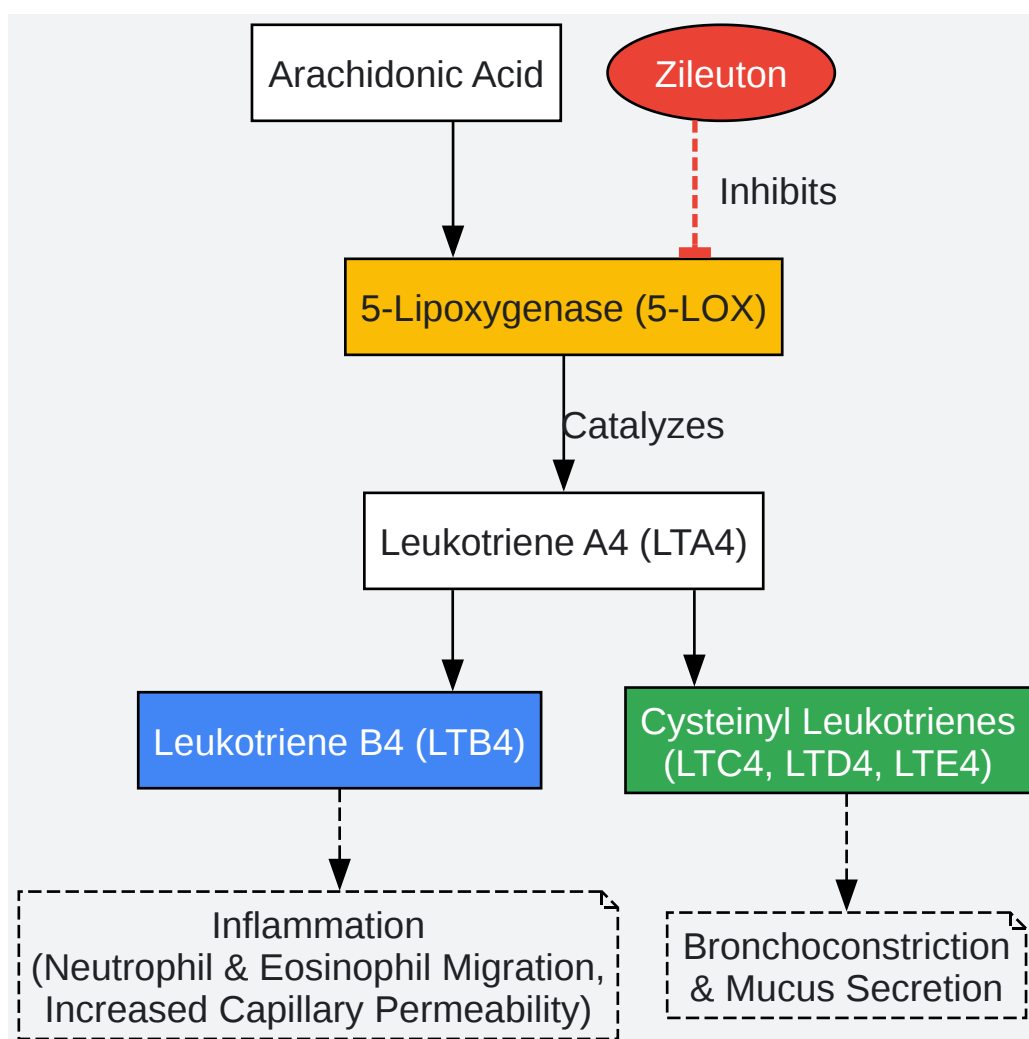 Arachidonic Acid
Zileuton
Inhibits
5-Lipoxygenase (5-LOX)
Catalyzes
Leukotriene A4 (LTA4)
Leukotriene B4 (LTB4)
Cysteinyl Leukotrienes
(LTC4, LTD4, LTE4)
Inflammation
(Neutrophil & Eosinophil Migration,
Increased Capillary Permeability)
Bronchoconstriction
& Mucus Secretion